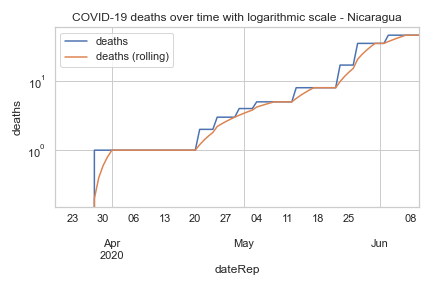 COVID-19 deaths over time with logarithmic scale - Nicaragua
deaths
deaths (rolling)
deaths
10¹
10⁰
23 30 06 13 20 27 04 11 18 25 08
Apr May Jun
2020
dateRep